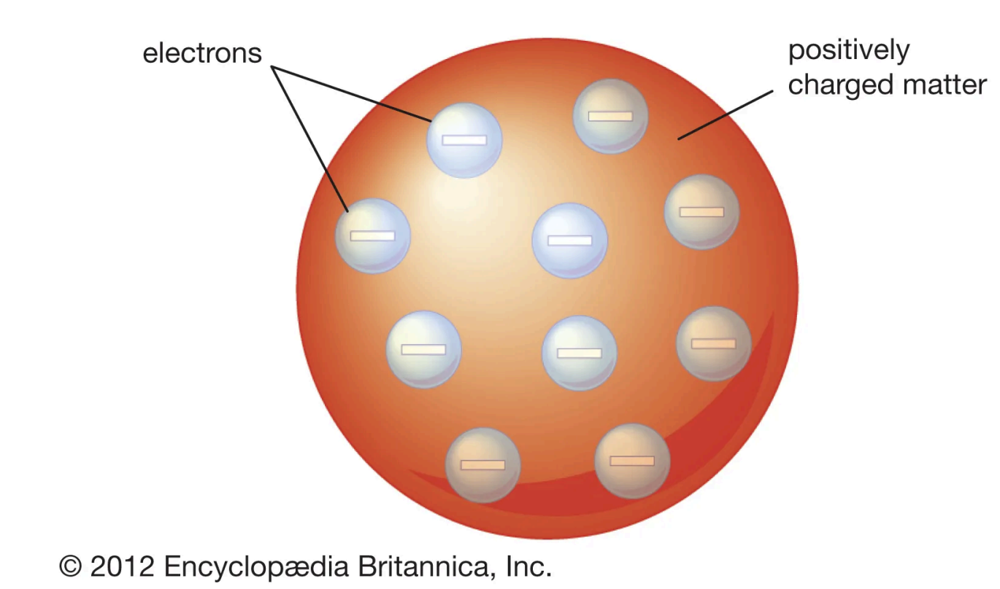 electrons
positively
charged matter
© 2012 Encyclopædia Britannica, Inc.